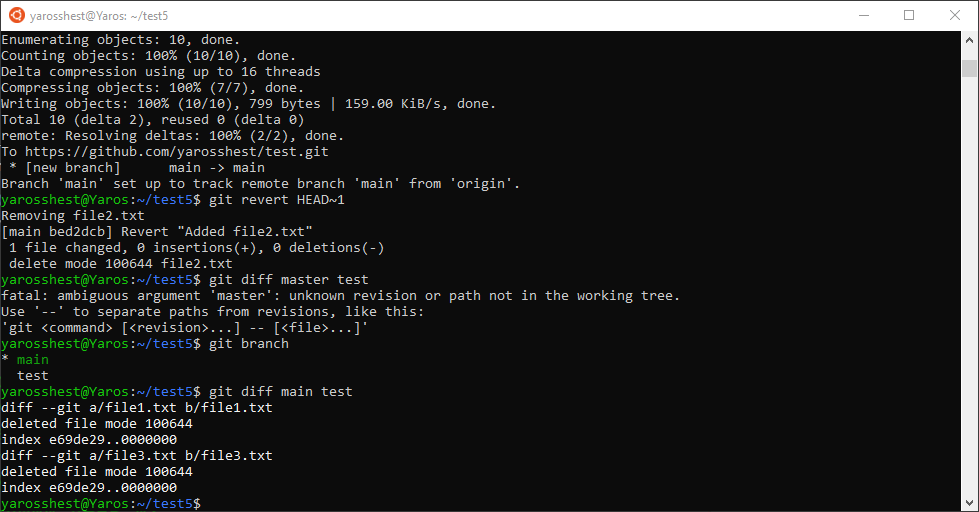 yarosshest@Yaros: ~/test5
Enumerating objects: 10, done.
Counting objects: 100% (10/10), done.
Delta compression using up to 16 threads
Compressing objects: 100% (7/7), done.
Writing objects: 100% (10/10), 799 bytes | 159.00 KiB/s, done.
Total 10 (delta 2), reused 0 (delta 0)
remote: Resolving deltas: 100% (2/2), done.
To https://github.com/yarosshest/test.git
 * [new branch]      main -> main
Branch 'main' set up to track remote branch 'main' from 'origin'.
yarosshest@Yaros:~/test5$ git revert HEAD~1
Removing file2.txt
[main bed2dcb] Revert "Added file2.txt"
 1 file changed, 0 insertions(+), 0 deletions(-)
 delete mode 100644 file2.txt
yarosshest@Yaros:~/test5$ git diff master test
fatal: ambiguous argument 'master': unknown revision or path not in the working tree.
Use '--' to separate paths from revisions, like this:
'git <command> [<revision>...] -- [<file>...]'
yarosshest@Yaros:~/test5$ git branch
* main
  test
yarosshest@Yaros:~/test5$ git diff main test
diff --git a/file1.txt b/file1.txt
deleted file mode 100644
index e69de29..0000000
diff --git a/file3.txt b/file3.txt
deleted file mode 100644
index e69de29..0000000
yarosshest@Yaros:~/test5$